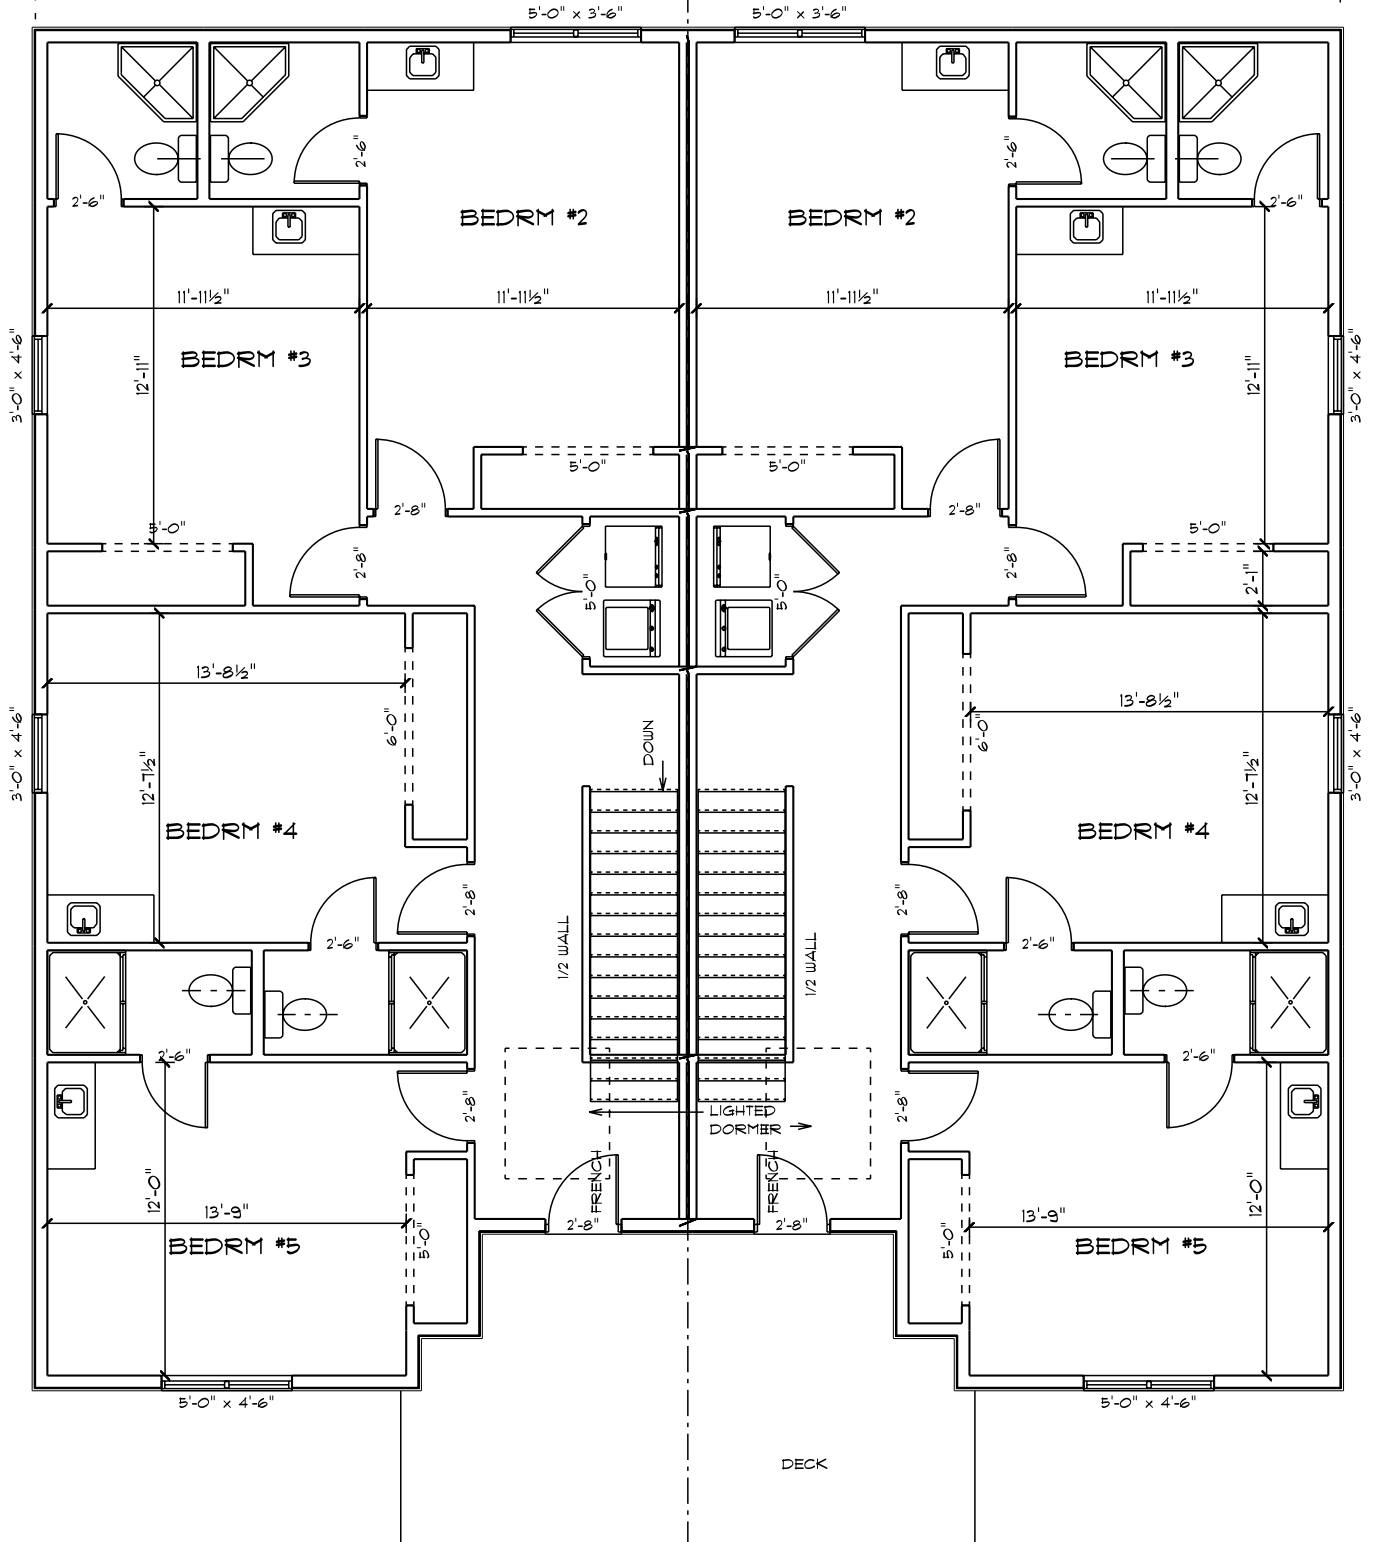 5'-0" x 3'-6" 5'-0" x 3'-6"
2'-6" 2'-6"
2'-6" 2'-6"
BEDRM #2 BEDRM #2
11'-11½" 11'-11½" 11'-11½" 11'-11½"
3'-0" x 4'-6" 12'-11" BEDRM #3 BEDRM #3 12'-11" 3'-0" x 4'-6"
5'-0" 5'-0"
2'-8" 2'-8"
5'-0" 5'-0"
2'-8" 5'-0" 5'-0" 2'-8" 2'-1"
13'-8½" 13'-8½"
6'-0" DOWN 6'-0"
3'-0" x 4'-6" 12'-7½" 12'-7½" 3'-0" x 4'-6"
BEDRM #4 BEDRM #4
2'-8" 2'-8"
2'-6" 1/2 WALL 1/2 WALL 2'-6"
2'-6" 2'-6"
2'-8" LIGHTED 2'-8"
DORMER
12'-0" FRENCH FRENCH 12'-0"
13'-9" 2'-8" 2'-8" 13'-9"
BEDRM #5 5'-0" 5'-0" BEDRM #5
5'-0" x 4'-6" 5'-0" x 4'-6"
DECK